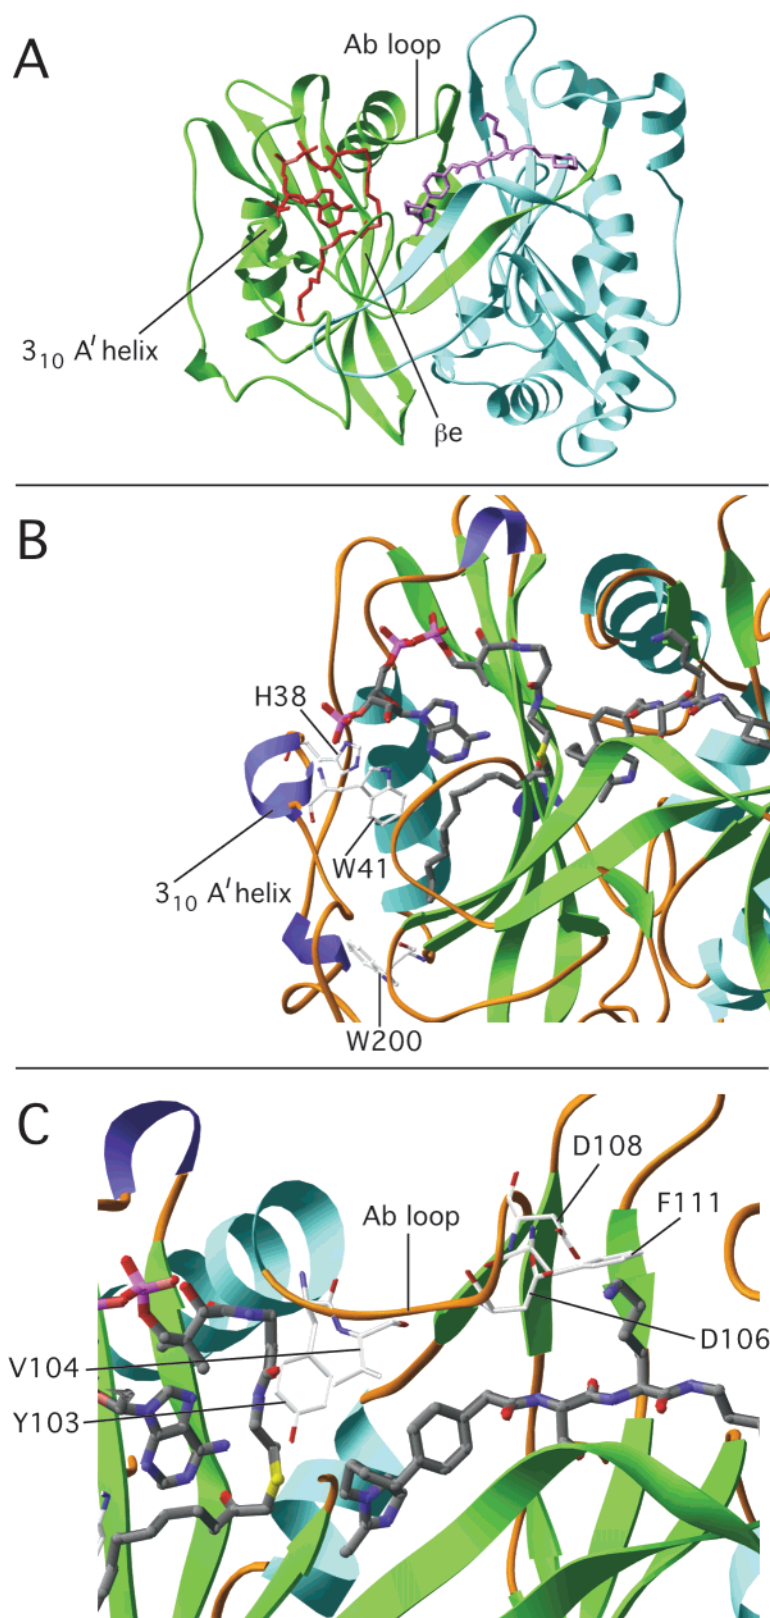 A
Ab loop
3₁₀ A′ helix
βe
B
H38
W41
3₁₀ A′ helix
W200
C
D108
F111
Ab loop
D106
V104
Y103